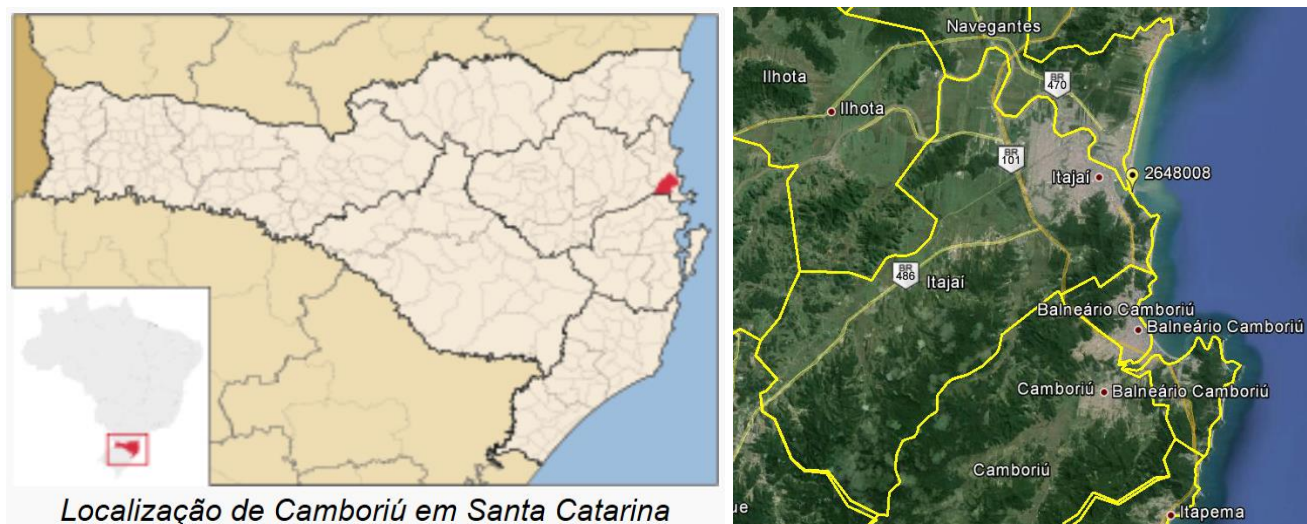 Localização de Camboriú em Santa Catarina
Navegantes
Ilhota
BR
470
Ilhota
BR
101
Itajaí
2648008
BR
486
Itajaí
Balneário Camboriú
Balneário Camboriú
Camboriú
Balneário Camboriú
Camboriú
ue
Itapema